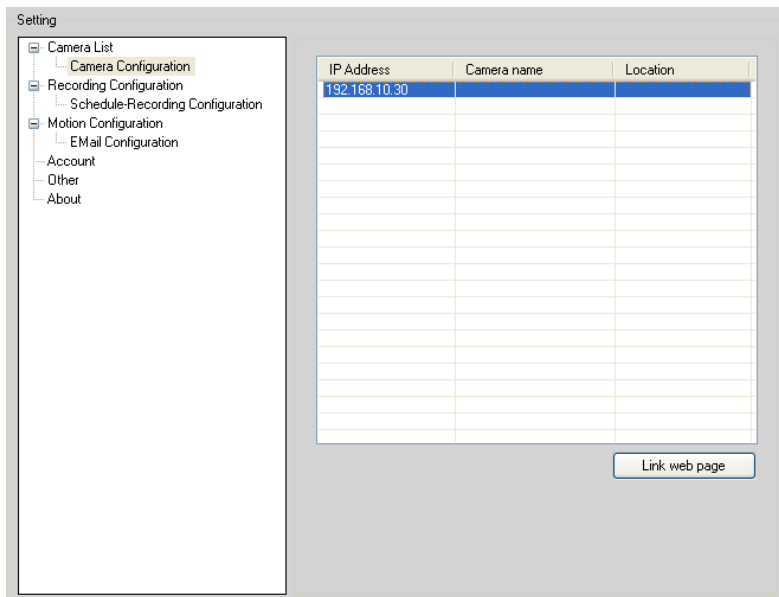 Setting
Camera List
Camera Configuration
Recording Configuration
Schedule-Recording Configuration
Motion Configuration
EMail Configuration
Account
Other
About
IP Address Camera name Location
192.168.10.30
Link web page